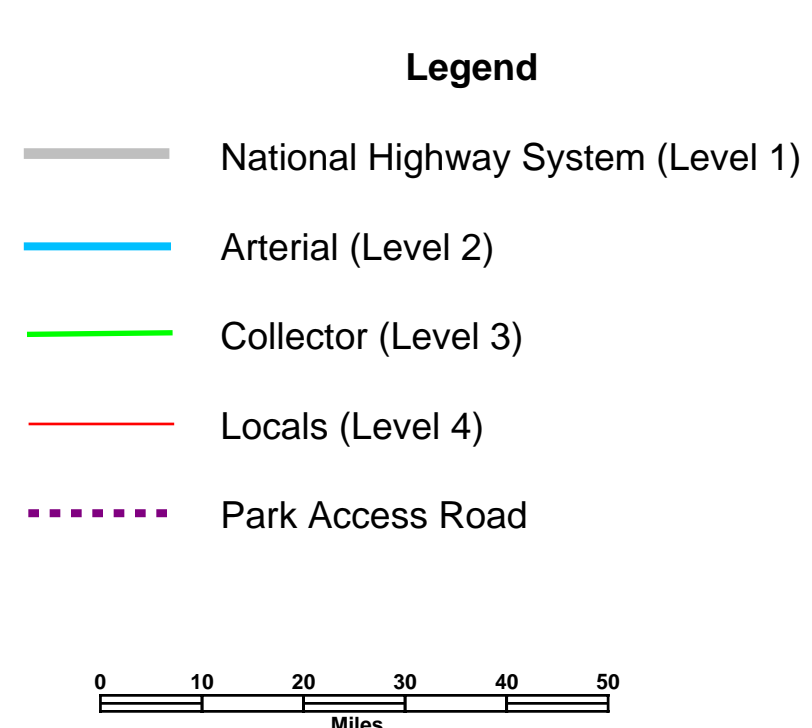 Legend
National Highway System (Level 1)
Arterial (Level 2)
Collector (Level 3)
Locals (Level 4)
Park Access Road
0 10 20 30 40 50
Miles